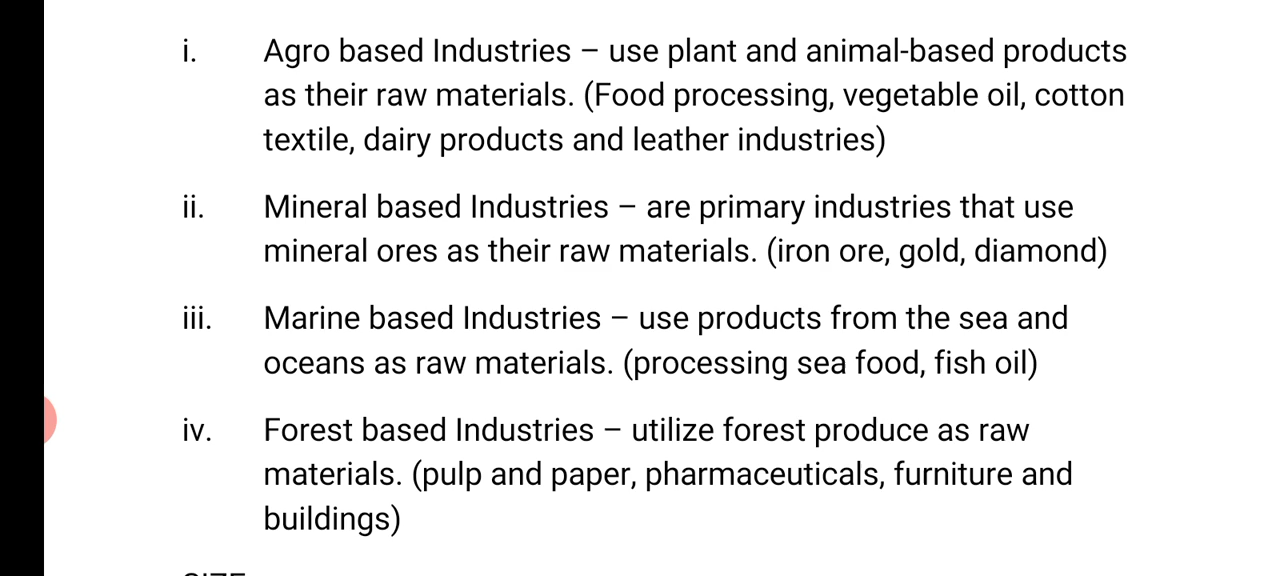 i. Agro based Industries – use plant and animal-based products
as their raw materials. (Food processing, vegetable oil, cotton
textile, dairy products and leather industries)
ii. Mineral based Industries – are primary industries that use
mineral ores as their raw materials. (iron ore, gold, diamond)
iii. Marine based Industries – use products from the sea and
oceans as raw materials. (processing sea food, fish oil)
iv. Forest based Industries – utilize forest produce as raw
materials. (pulp and paper, pharmaceuticals, furniture and
buildings)